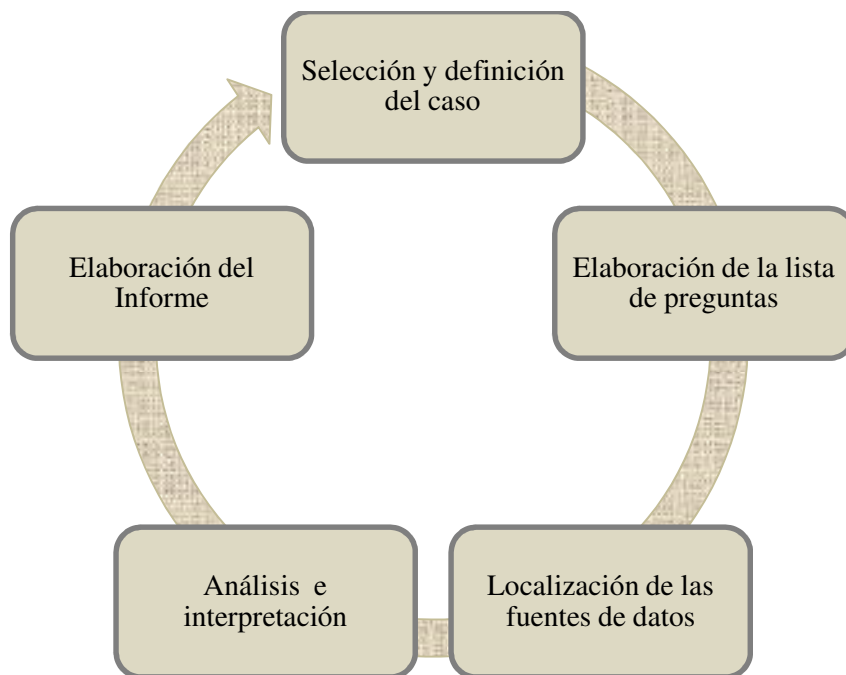 Selección y definición
del caso
Elaboración de la lista
de preguntas
Localización de las
fuentes de datos
Análisis e
interpretación
Elaboración del
Informe